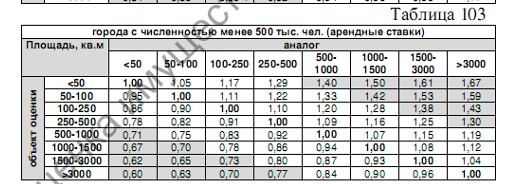 Таблица 103
города с численностью менее 500 тыс. чел. (арендные ставки)
Площадь, кв.м аналог
<50 50-100 100-250 250-500 500-1000 1000-1500 1500-3000 >3000
объект оценки
<50 1,00 1,05 1,17 1,29 1,40 1,50 1,61 1,67
50-100 0,95 1,00 1,11 1,22 1,33 1,42 1,53 1,59
100-250 0,86 0,90 1,00 1,10 1,20 1,28 1,38 1,43
250-500 0,78 0,82 0,91 1,00 1,09 1,16 1,25 1,30
500-1000 0,71 0,75 0,83 0,92 1,00 1,07 1,15 1,19
1000-1500 0,67 0,70 0,78 0,86 0,94 1,00 1,08 1,12
1500-3000 0,62 0,65 0,73 0,80 0,87 0,93 1,00 1,04
>3000 0,60 0,63 0,70 0,77 0,84 0,90 0,96 1,00